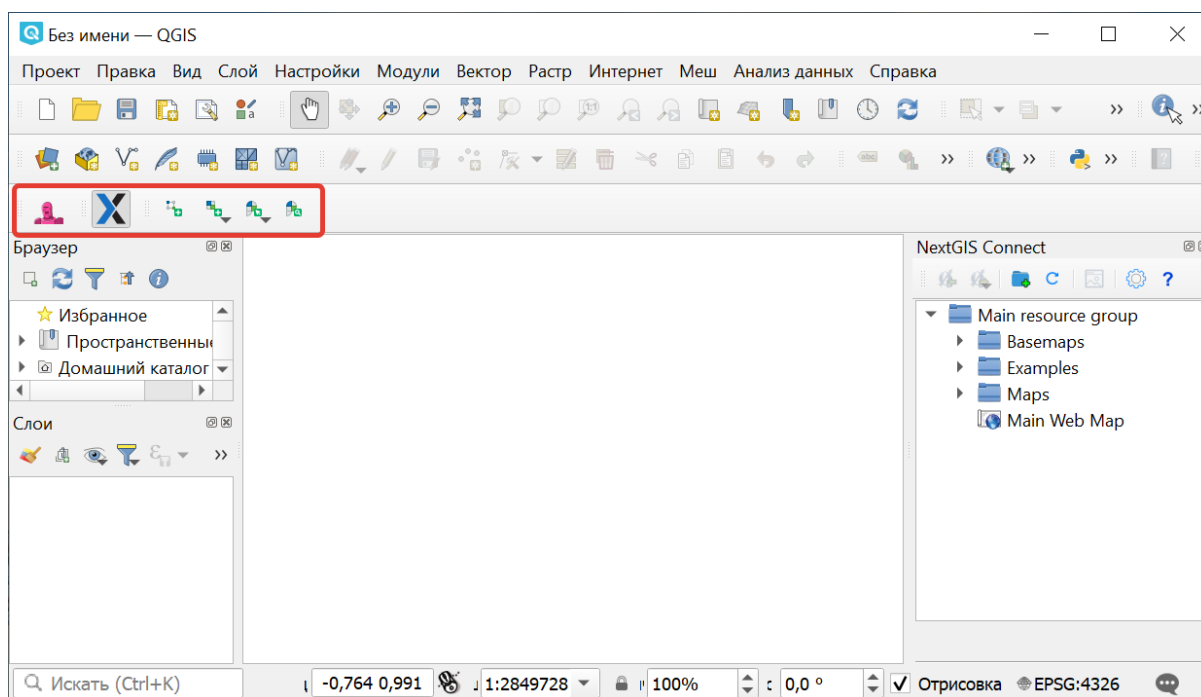 Без имени — QGIS
Проект Правка Вид Слой Настройки Модули Вектор Растр Интернет Меш Анализ данных Справка
Браузер
NextGIS Connect
Избранное
Пространственные
Домашний каталог
Main resource group
Basemaps
Examples
Maps
Main Web Map
Слои
Искать (Ctrl+K)
-0,764 0,991
1:2849728
100%
0,0 °
Отрисовка
EPSG:4326